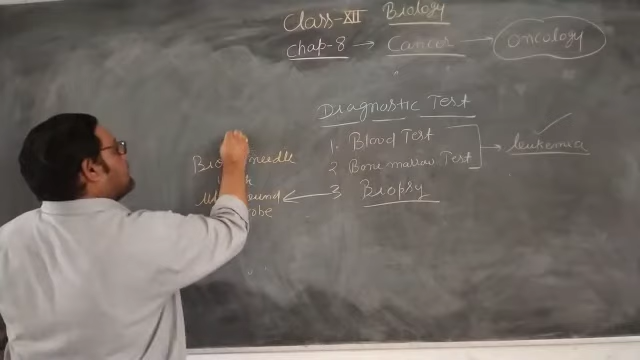 Class-XII Biology
Chap-8 → Cancer → oncology
Diagnostic Test
1. Blood Test
2 Bone marrow Test
leukemia
3 Biopsy
needle